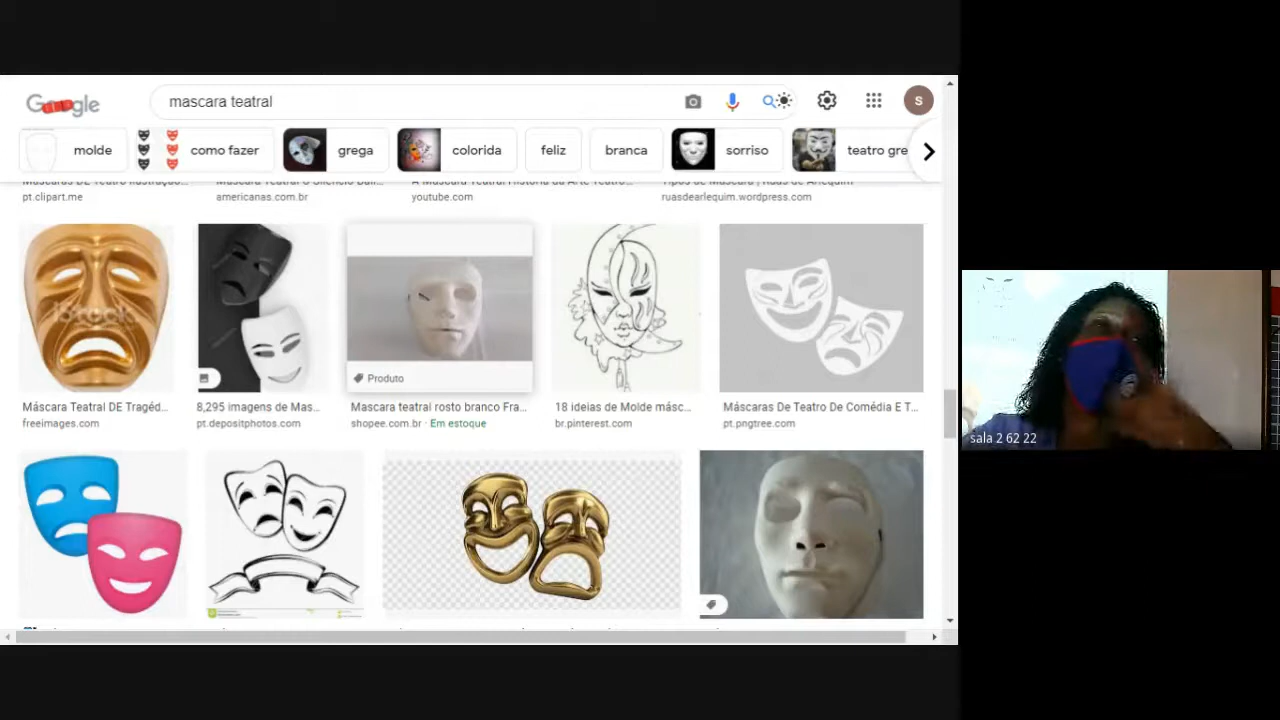 Google
mascara teatral
S
molde
como fazer
grega
colorida
feliz
branca
sorriso
teatro gre
pt.clipart.me
americanas.com.br
youtube.com
ruasdearlequim.wordpress.com
iStock
Produto
Máscara Teatral DE Tragéd...
8,295 imagens de Mas...
Mascara teatral rosto branco Fra...
18 ideias de Molde másc...
Máscaras De Teatro De Comédia E T...
freeimages.com
pt.depositphotos.com
shopee.com.br · Em estoque
br.pinterest.com
pt.pngtree.com
sala 2 62 22